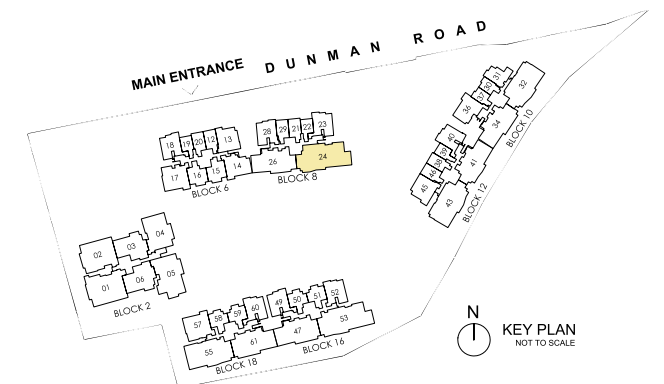 DUNMAN ROAD
MAIN ENTRANCE
18 19 20 12 13
17 16 15 14
BLOCK 6
28 29 21 22 23
26 24
BLOCK 8
31 32
30
37
36
34
BLOCK 10
40
39
38
41
46
45
43
BLOCK 12
02 03 04
01 06 05
BLOCK 2
57 58 59 60
55 61
BLOCK 18
49 50 51 52
47 53
BLOCK 16
N
KEY PLAN
NOT TO SCALE